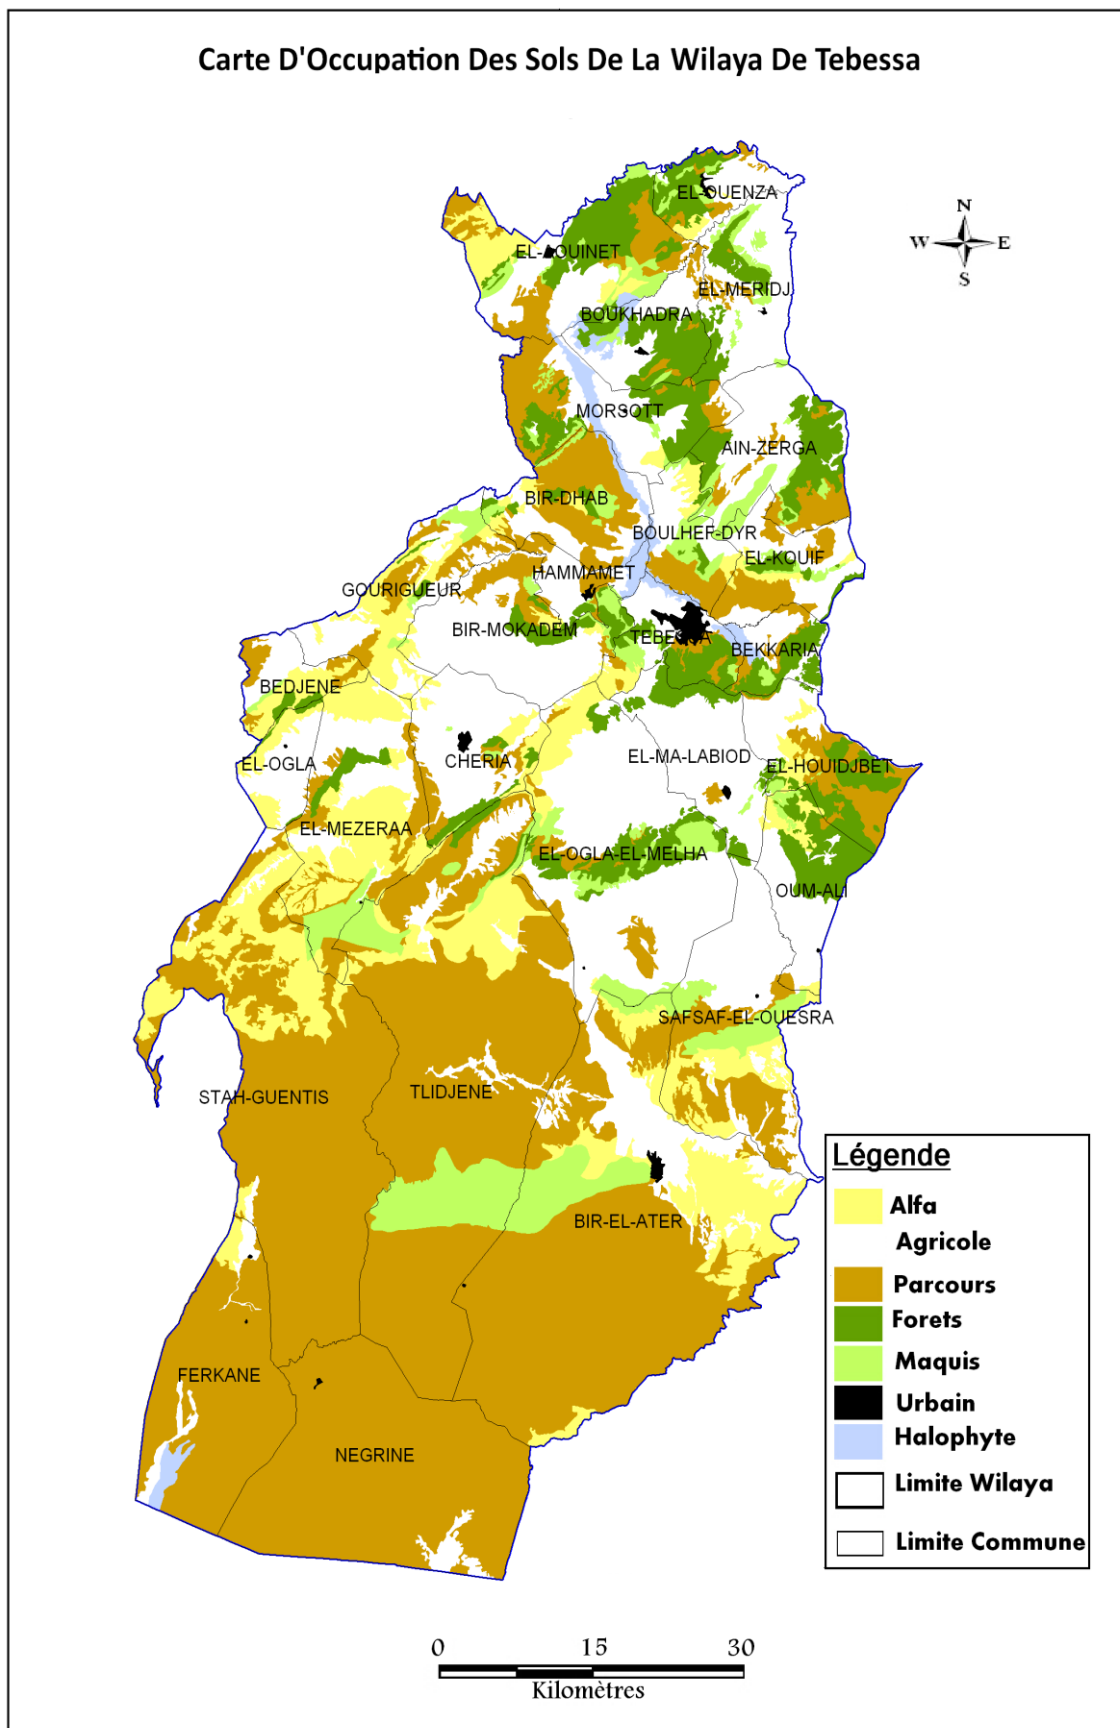 Carte D'Occupation Des Sols De La Wilaya De Tebessa
N
W E
S
EL-OUENZA
EL-AOUINET
EL-MERIDJ
BOUKHADRA
MORSOTT
AIN-ZERGA
BIR-DHAB
BOULHEF-DYR
EL-KOUIF
HAMMAMET
GOURIGUEUR
BIR-MOKADEM
TEBESSA
BEKKARIA
BEDJENE
EL-OGLA
CHERIA
EL-MA-LABIOD
EL-HOUIDJBET
EL-MEZERAA
EL-OGLA-EL-MELHA
OUM-ALI
SAFSAF-EL-OUESRA
STAH-GUENTIS
TLIDJENE
BIR-EL-ATER
FERKANE
NEGRINE
Légende
Alfa
Agricole
Parcours
Forets
Maquis
Urbain
Halophyte
Limite Wilaya
Limite Commune
0 15 30
Kilomètres